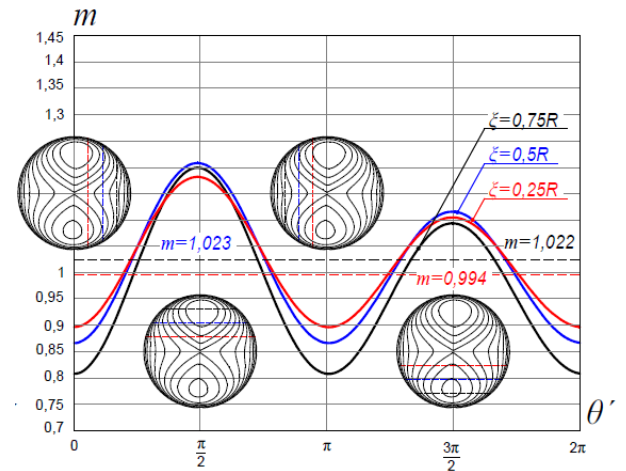 m
1,45
1,4
1,35
1,3
ξ=0,75R
ξ=0,5R
ξ=0,25R
m=1,023
m=1,022
1
m=0,994
0,95
0,9
0,85
0,8
0,75
0,7
θ´
0
π/2
π
3π/2
2π